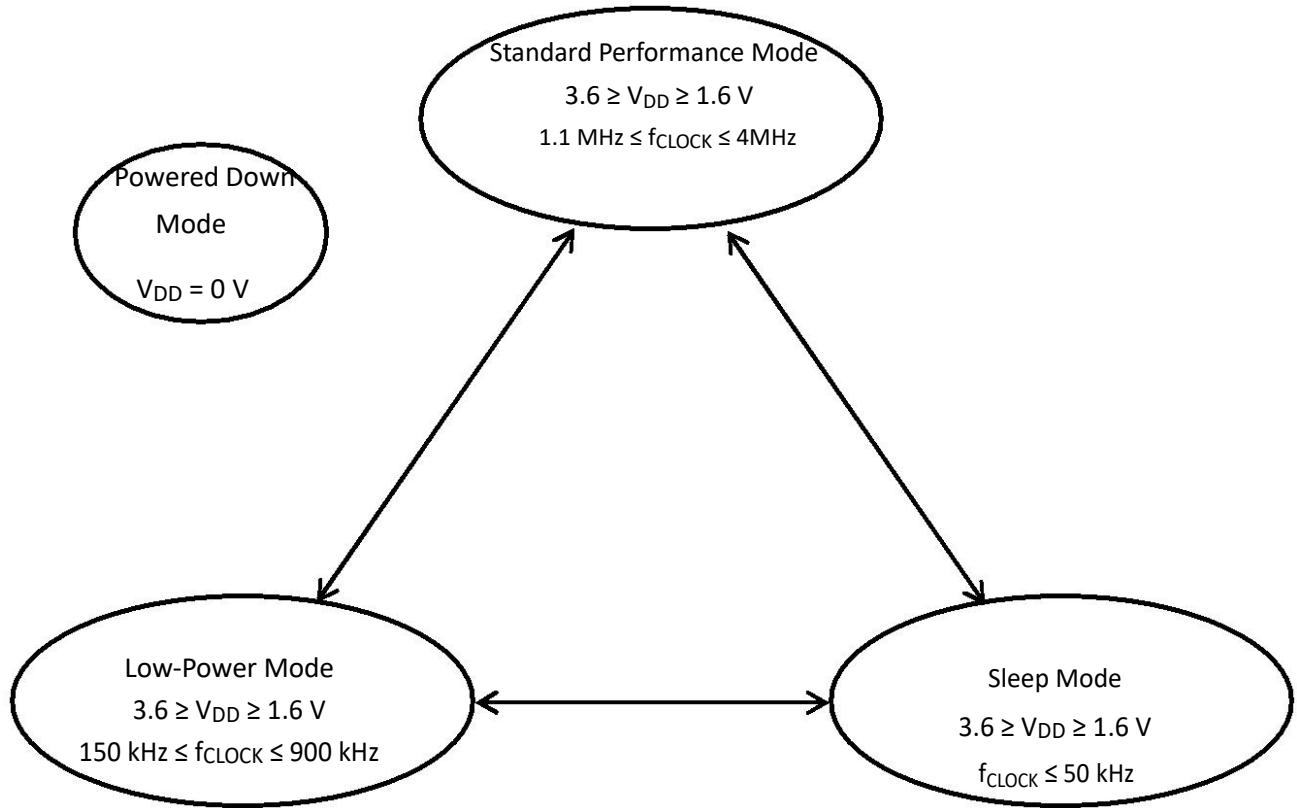 Standard Performance Mode
3.6 ≥ VDD ≥ 1.6 V
1.1 MHz ≤ fCLOCK ≤ 4MHz
Powered Down
Mode
VDD = 0 V
Low-Power Mode
3.6 ≥ VDD ≥ 1.6 V
150 kHz ≤ fCLOCK ≤ 900 kHz
Sleep Mode
3.6 ≥ VDD ≥ 1.6 V
fCLOCK ≤ 50 kHz